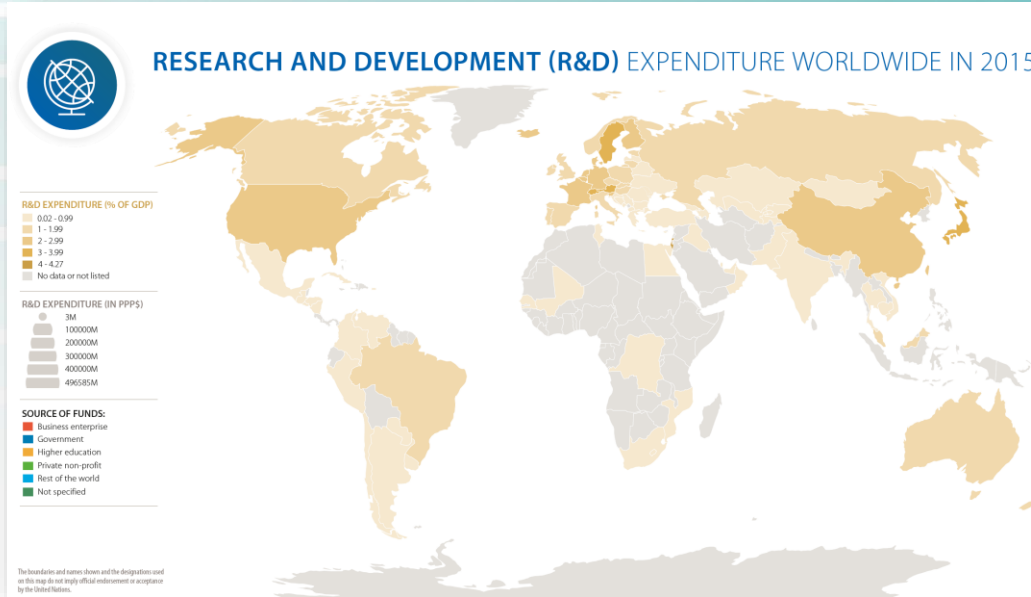 RESEARCH AND DEVELOPMENT (R&D) EXPENDITURE WORLDWIDE IN 2015
R&D EXPENDITURE (% OF GDP)
0.02 - 0.99
1 - 1.99
2 - 2.99
3 - 3.99
4 - 4.27
No data or not listed
R&D EXPENDITURE (IN PPP$)
3M
100000M
200000M
300000M
400000M
496585M
SOURCE OF FUNDS:
Business enterprise
Government
Higher education
Private non-profit
Rest of the world
Not specified
The boundaries and names shown and the designations used
on this map do not imply official endorsement or acceptance
by the United Nations.